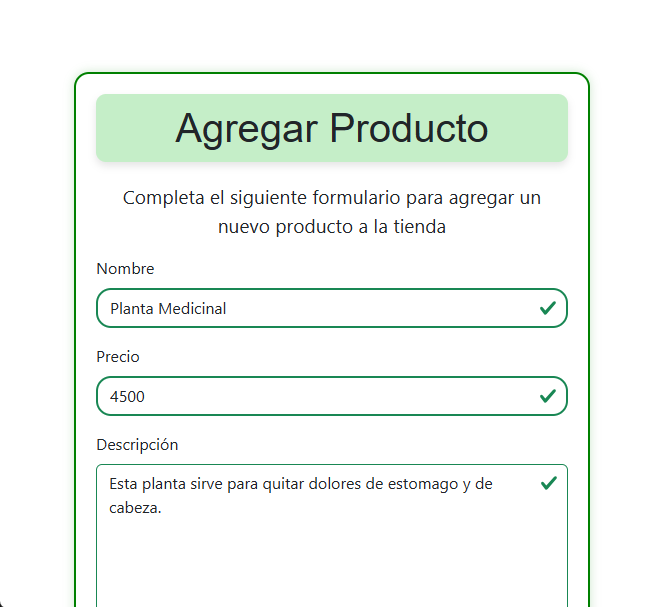 Agregar Producto
Completa el siguiente formulario para agregar un
nuevo producto a la tienda
Nombre
Planta Medicinal
Precio
4500
Descripción
Esta planta sirve para quitar dolores de estomago y de
cabeza.